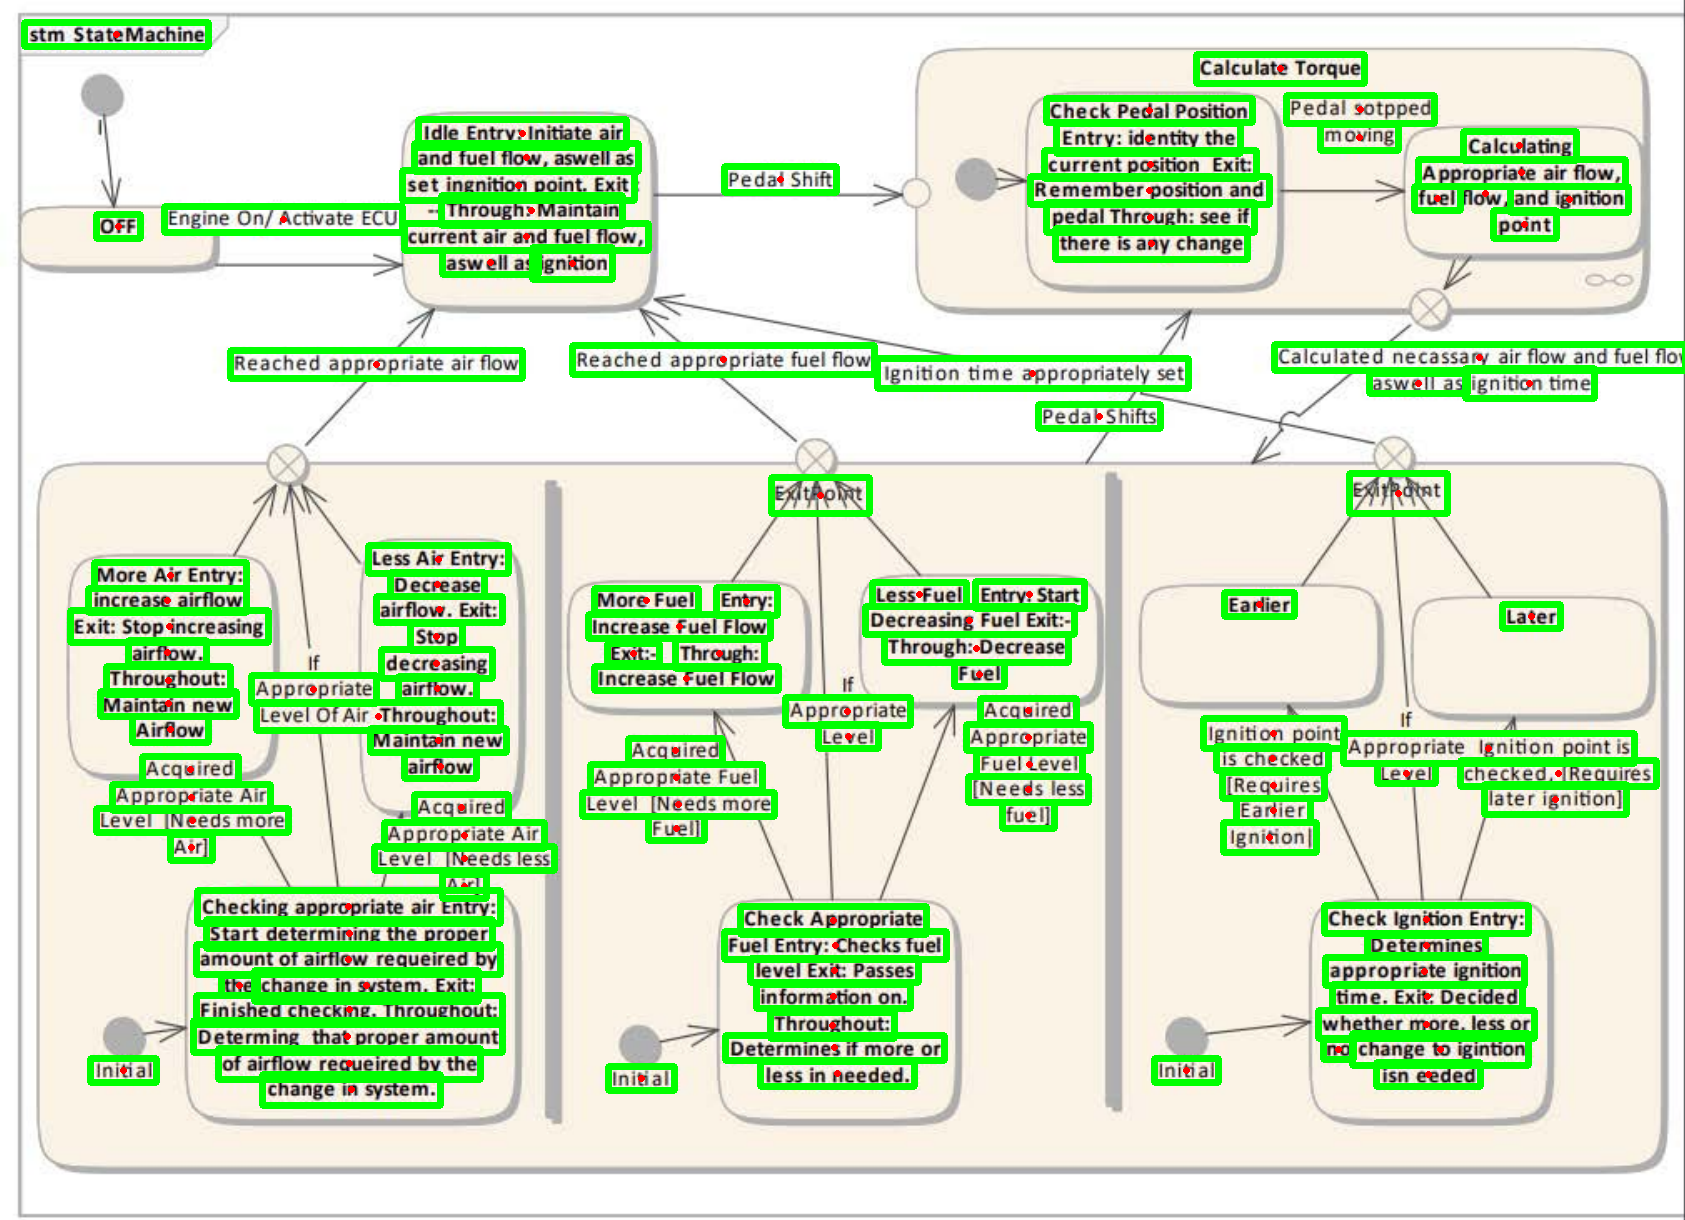 stm StateMachine
I
OFF
Engine On/ Activate ECU
Idle Entry: Initiate air
and fuel flow, aswell as
set ingnition point. Exit
-- Through: Maintain
current air and fuel flow,
aswell as ignition
Pedal Shift
Calculate Torque
Check Pedal Position
Entry: identity the
current position Exit:
Remember position and
pedal Through: see if
there is any change
Pedal sotpped
moving
Calculating
Appropriate air flow,
fuel flow, and ignition
point
Reached appropriate air flow
Reached appropriate fuel flow
Ignition time appropriately set
Calculated necassary air flow and fuel flow
aswell as ignition time
Pedal Shifts
ExitPoint
ExitPoint
More Air Entry:
increase airflow
Exit: Stop increasing
airflow.
Throughout:
Maintain new
Airflow
If
Appropriate
Level Of Air
Less Air Entry:
Decrease
airflow. Exit:
Stop
decreasing
airflow.
Throughout:
Maintain new
airflow
Acquired
Appropriate Air
Level [Needs more
Air]
Acquired
Appropriate Air
Level [Needs less
Air]
Checking appropriate air Entry:
Start determining the proper
amount of airflow requeired by
the change in system. Exit:
Finished checking. Throughout:
Determing that proper amount
of airflow requeired by the
change in system.
Initial
More Fuel Entry:
Increase Fuel Flow
Exit:- Through:
Increase Fuel Flow
Less Fuel Entry: Start
Decreasing Fuel Exit:-
Through: Decrease
Fuel
If
Appropriate
Level
Acquired
Appropriate Fuel
Level [Needs more
Fuel]
Acquired
Appropriate
Fuel Level
[Needs less
fuel]
Check Appropriate
Fuel Entry: Checks fuel
level Exit: Passes
information on.
Throughout:
Determines if more or
less in needed.
Initial
Earlier
Later
Ignition point
is checked
[Requires
Earlier
Ignition]
If
Appropriate
Level
Ignition point is
checked, [Requires
later ignition]
Check Ignition Entry:
Determines
appropriate ignition
time. Exit: Decided
whether more, less or
no change to igintion
isn eeded
Initial